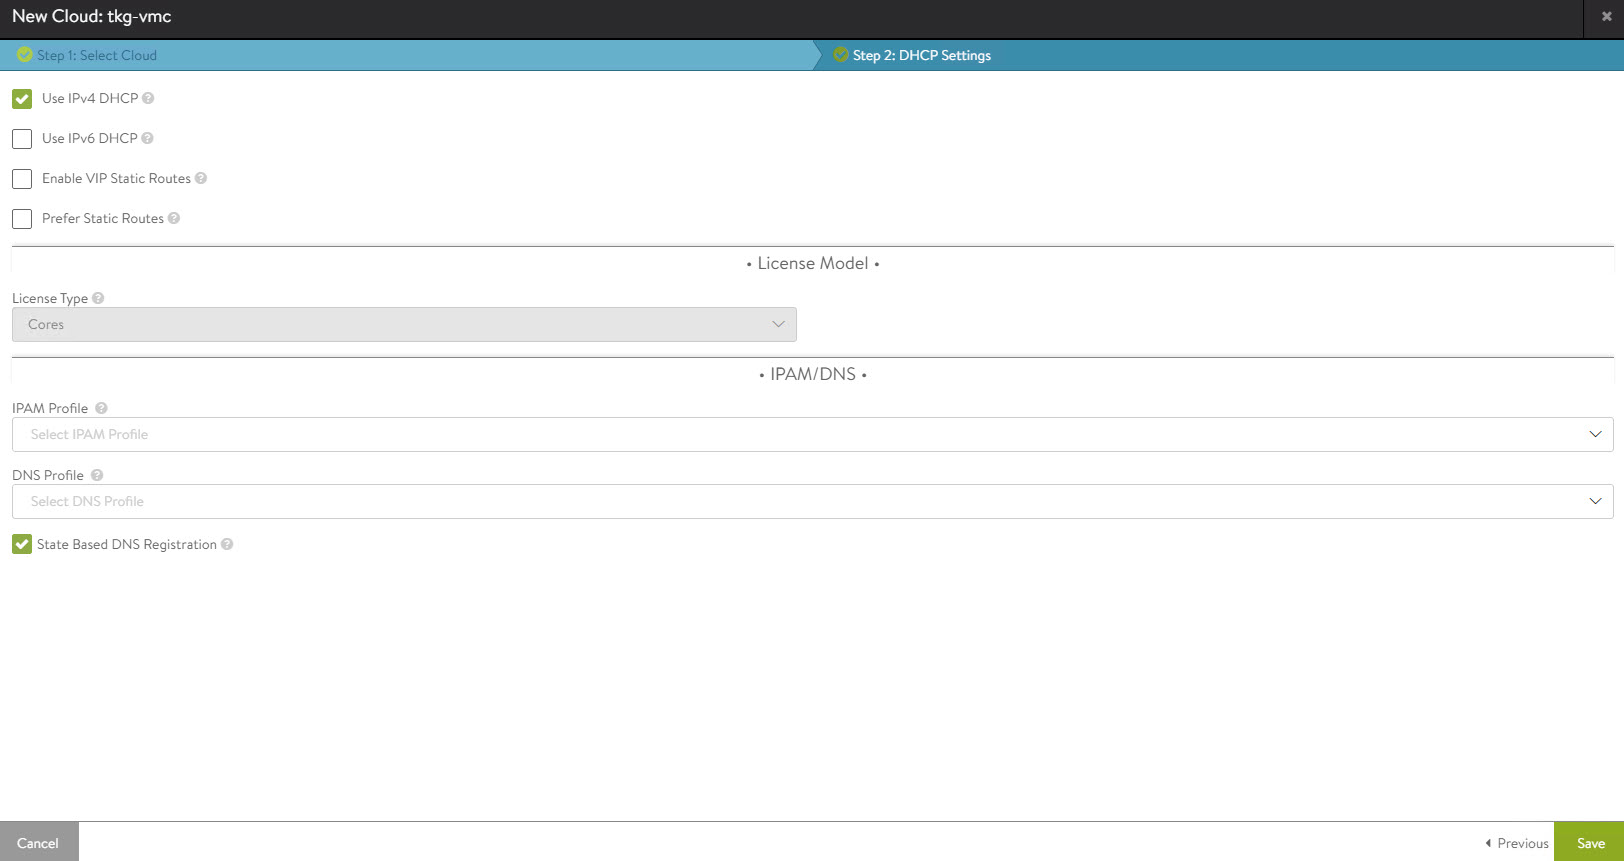 New Cloud: tkg-vmc
Step 1: Select Cloud
Step 2: DHCP Settings
Use IPv4 DHCP
Use IPv6 DHCP
Enable VIP Static Routes
Prefer Static Routes
• License Model •
License Type
Cores
• IPAM/DNS •
IPAM Profile
Select IPAM Profile
DNS Profile
Select DNS Profile
State Based DNS Registration
Cancel
Previous
Save